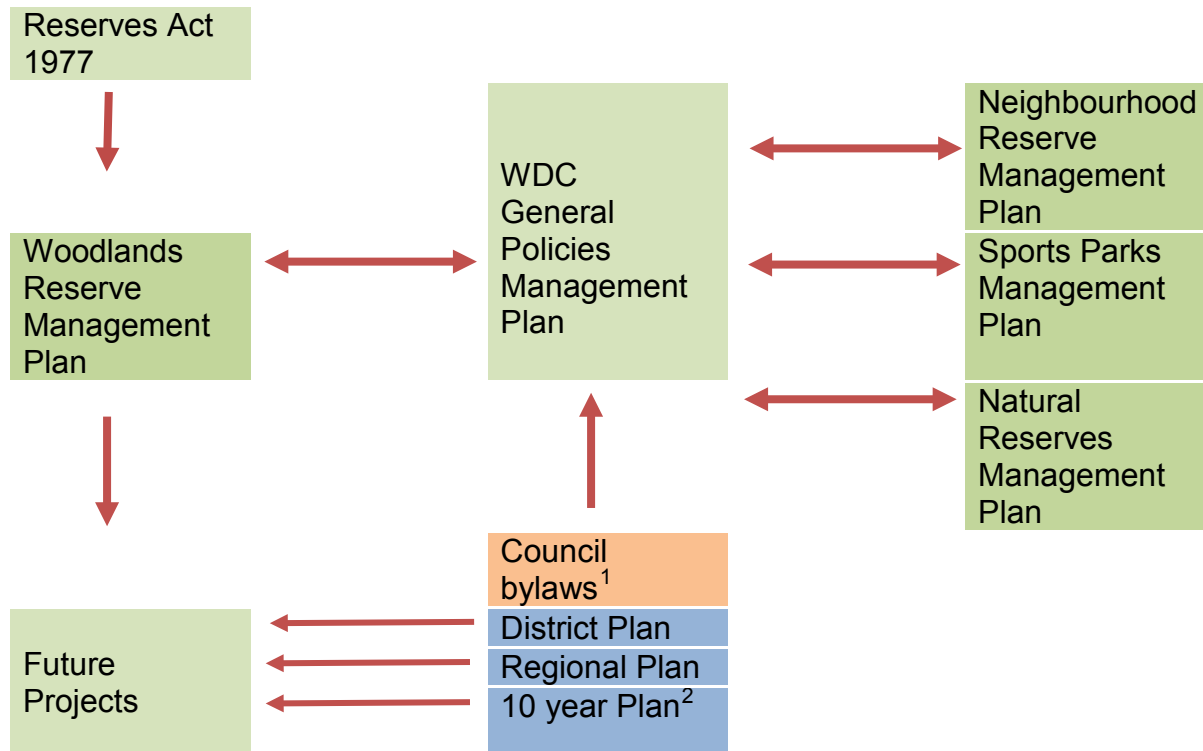 Reserves Act
1977
Woodlands
Reserve
Management
Plan
Future
Projects
WDC
General
Policies
Management
Plan
Council
bylaws¹
District Plan
Regional Plan
10 year Plan²
Neighbourhood
Reserve
Management
Plan
Sports Parks
Management
Plan
Natural
Reserves
Management
Plan